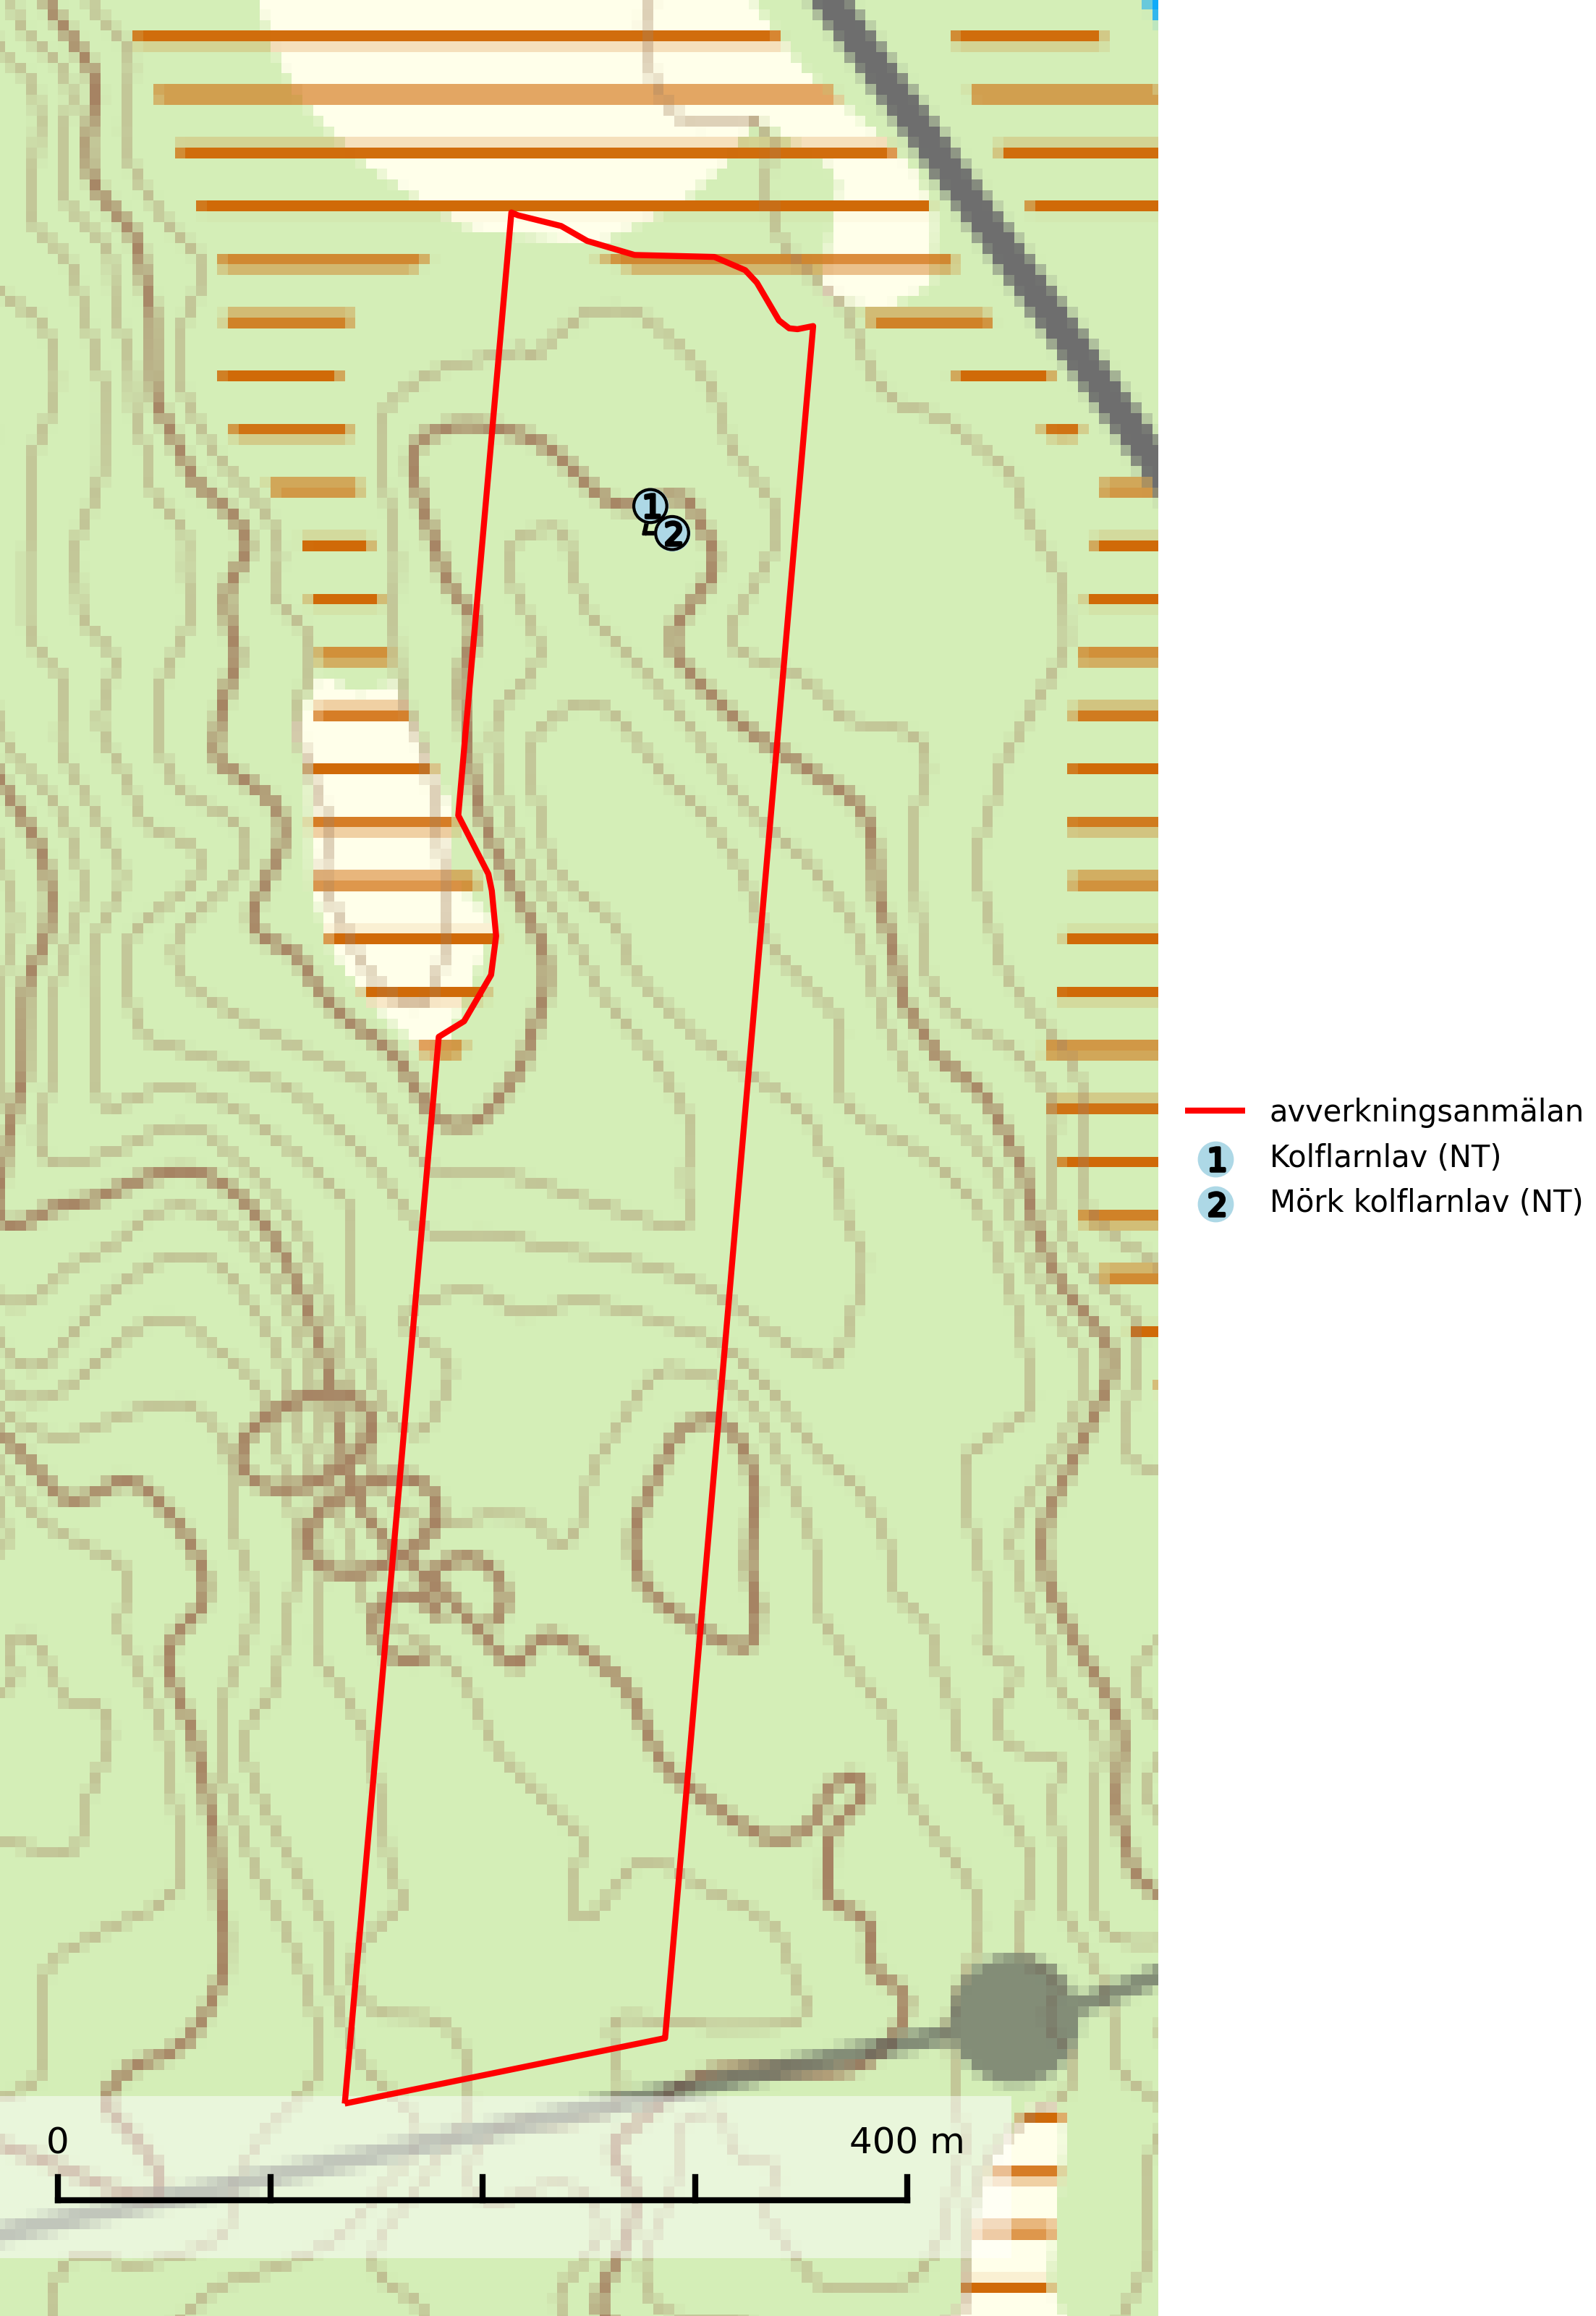 1
2
avverkningsanmälan
1 Kolflarnlav (NT)
2 Mörk kolflarnlav (NT)
0 400 m